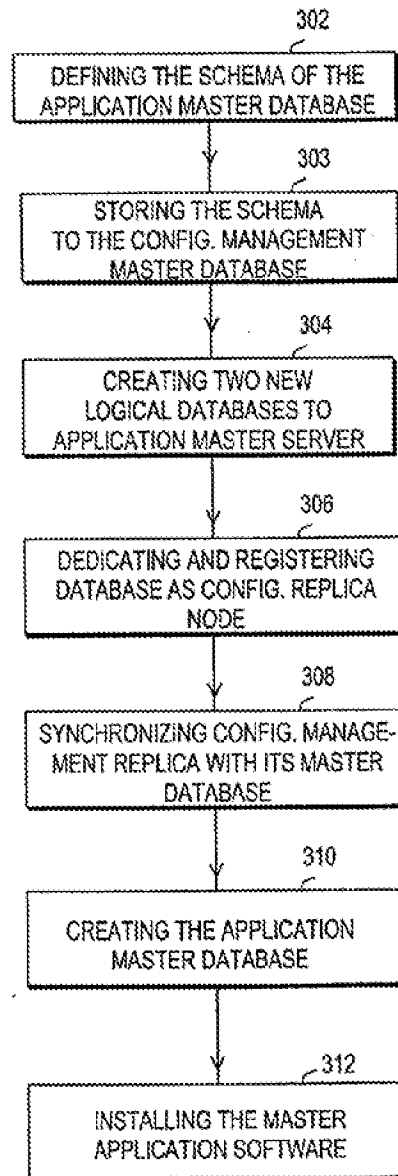 302
DEFINING THE SCHEMA OF THE
APPLICATION MASTER DATABASE
303
STORING THE SCHEMA
TO THE CONFIG. MANAGEMENT
MASTER DATABASE
304
CREATING TWO NEW
LOGICAL DATABASES TO
APPLICATION MASTER SERVER
306
DEDICATING AND REGISTERING
DATABASE AS CONFIG. REPLICA
NODE
308
SYNCHRONIZING CONFIG. MANAGE-
MENT REPLICA WITH ITS MASTER
DATABASE
310
CREATING THE APPLICATION
MASTER DATABASE
312
INSTALLING THE MASTER
APPLICATION SOFTWARE